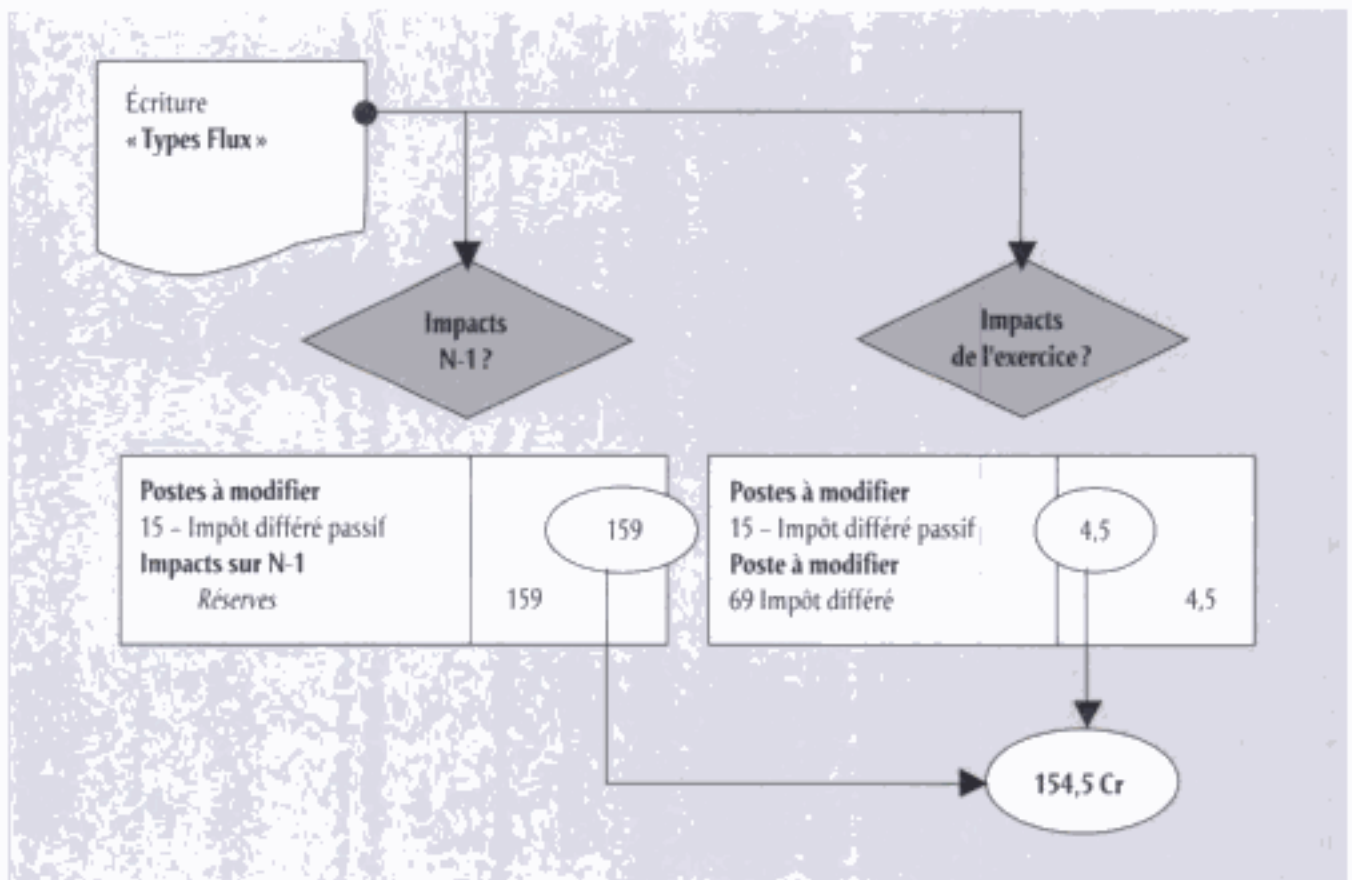 Écriture
« Types Flux »
Impacts
N-1 ?
Impacts
de l'exercice ?
Postes à modifier
15 – Impôt différé passif 159
Impacts sur N-1
Réserves 159
Postes à modifier
15 – Impôt différé passif 4,5
Poste à modifier
69 Impôt différé 4,5
154,5 Cr